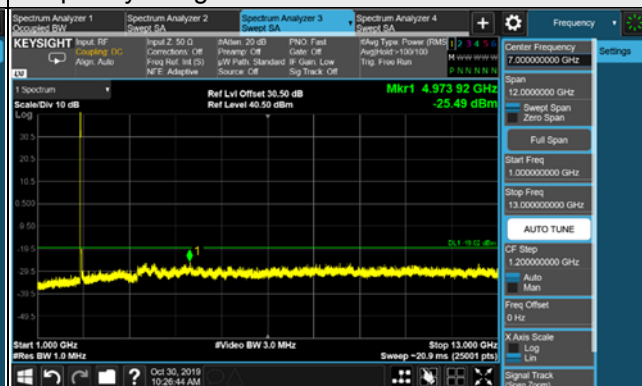 Spectrum Analyzer 1
Occupied BW
Spectrum Analyzer 2
Swept SA
Spectrum Analyzer 3
Swept SA
Spectrum Analyzer 4
Swept SA
+
Frequency
KEYSIGHT
LXI
Input: RF
Coupling: DC
Align: Auto
Input Z: 50 Ω
Corrections: Off
Freq Ref: Int (S)
NFE: Adaptive
#Atten: 20 dB
Preamp: Off
µW Path: Standard
Source: Off
PNO: Fast
Gate: Off
IF Gain: Low
Sig Track: Off
#Avg Type: Power (RMS
Avg|Hold:>100/100
Trig: Free Run
1 2 3 4 5 6
M W W W W W
P N N N N N
1 Spectrum
Scale/Div 10 dB
Log
Ref Lvl Offset 30.50 dB
Ref Level 40.50 dBm
Mkr1 4.973 92 GHz
-25.49 dBm
30.5
20.5
10.5
0.500
-9.50
-19.5
-29.5
-39.5
-49.5
1
Start 1.000 GHz
#Res BW 1.0 MHz
#Video BW 3.0 MHz
Stop 13.000 GHz
Sweep ~20.9 ms (25001 pts)
Oct 30, 2019
10:26:44 AM
Center Frequency
7.000000000 GHz
Span
12.0000000 GHz
Swept Span
Zero Span
Full Span
Start Freq
1.000000000 GHz
Stop Freq
13.000000000 GHz
AUTO TUNE
CF Step
1.200000000 GHz
Auto
Man
Freq Offset
0 Hz
X Axis Scale
Log
Lin
Signal Track
(Span Zoom)
Settings